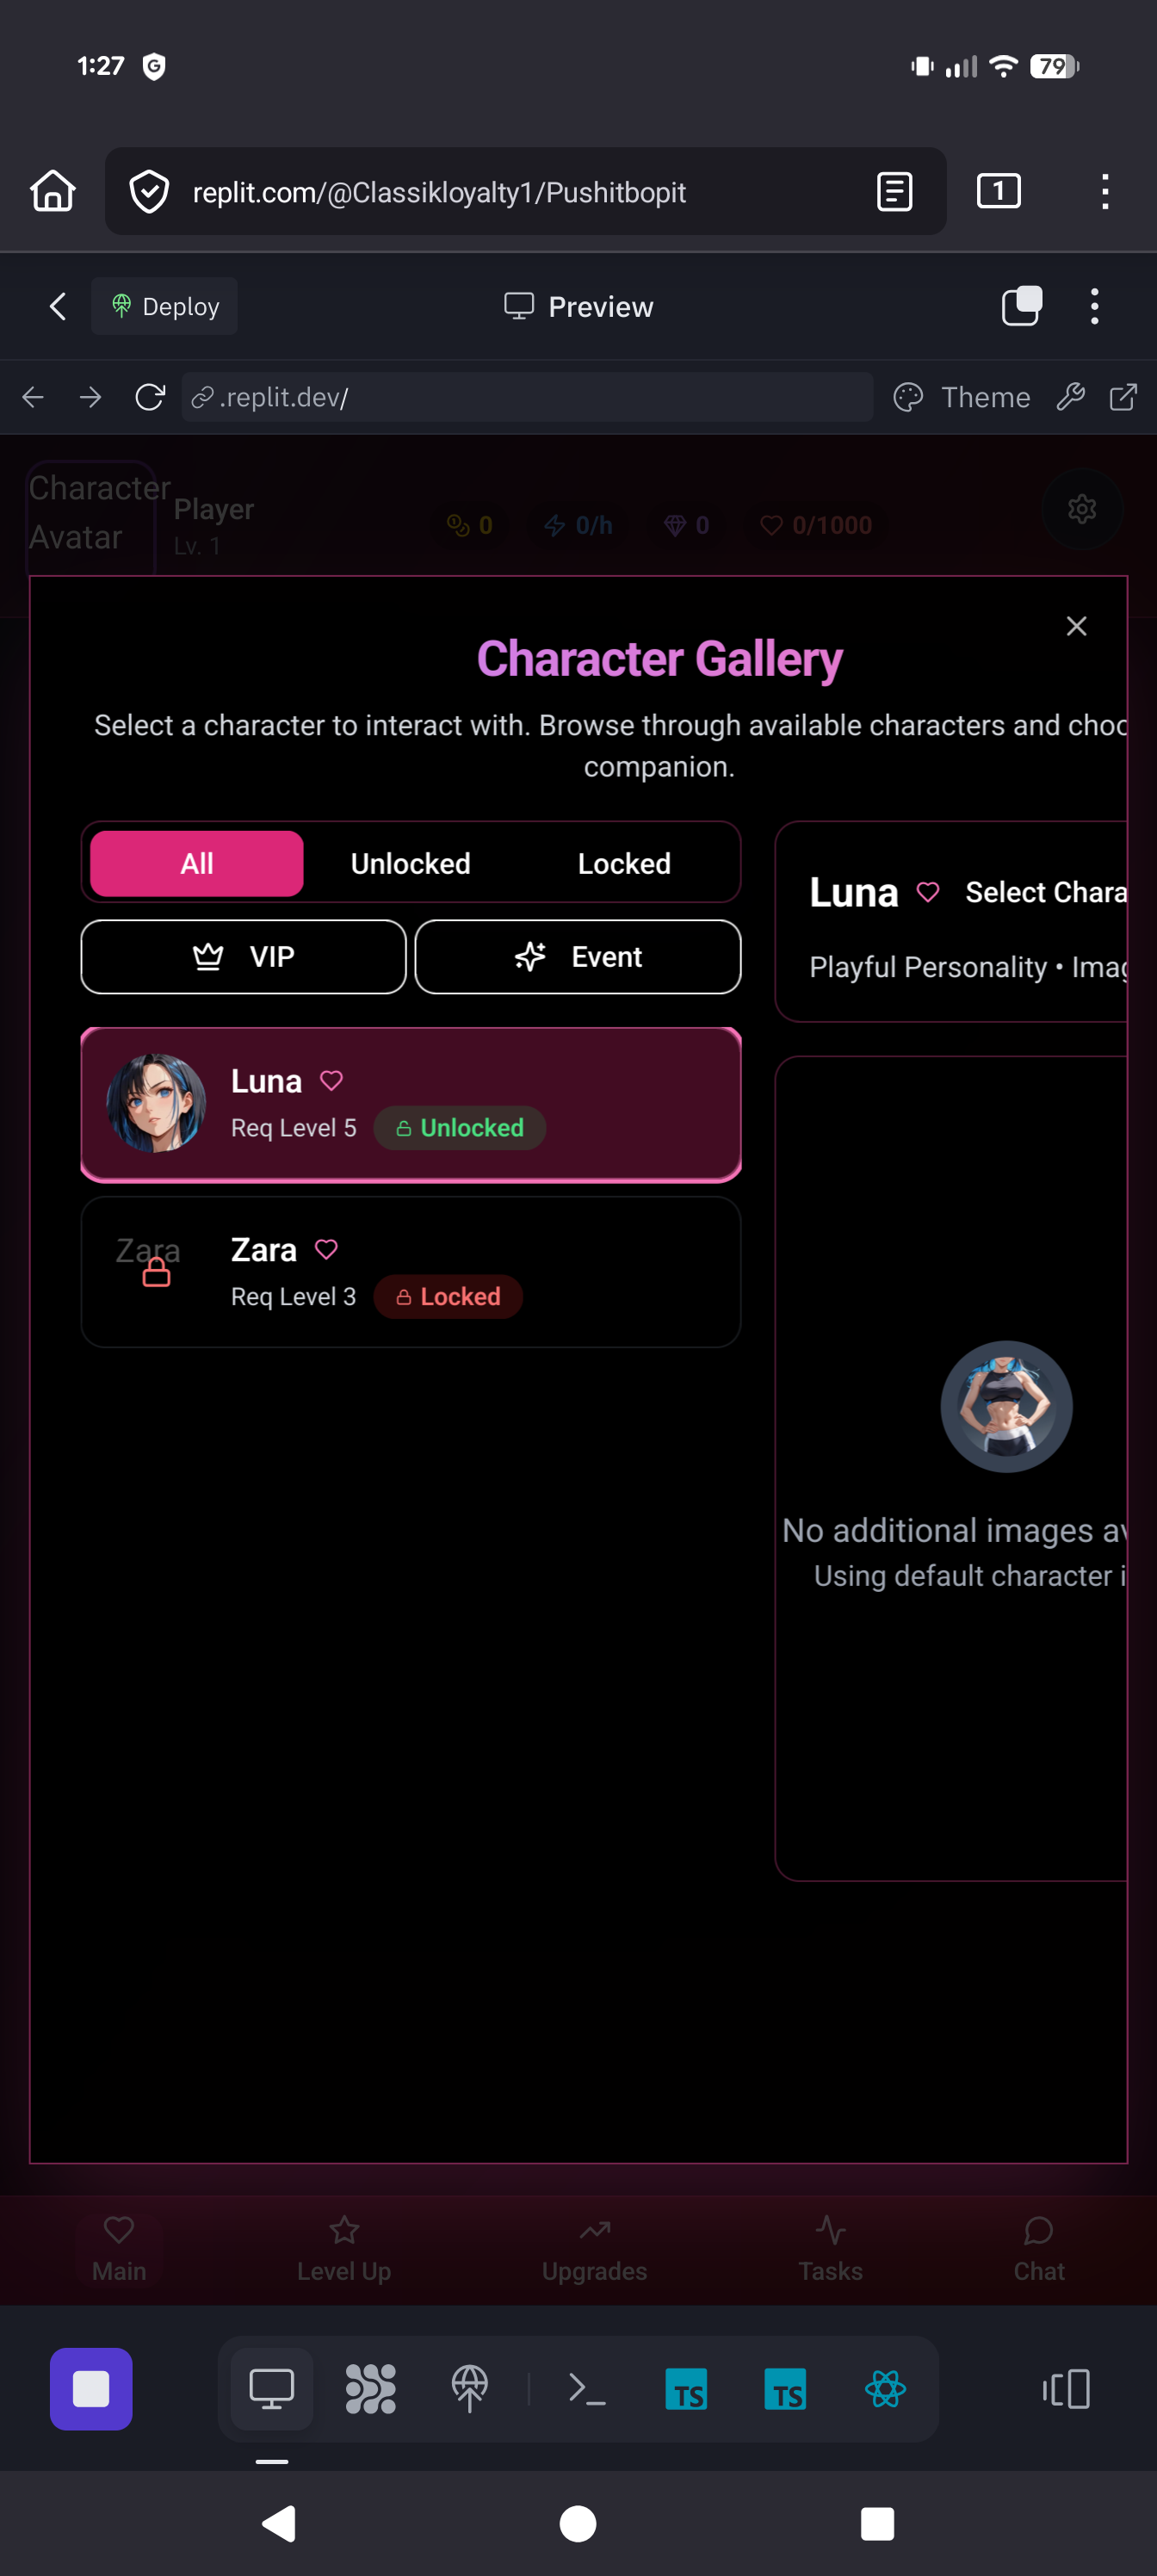 1:27
79
replit.com/@Classikloyalty1/Pushitbopit
1
Deploy
Preview
.replit.dev/
Theme
Character
Avatar
Player
Lv. 1
0
0/h
0
0/1000
Character Gallery
Select a character to interact with. Browse through available characters and choo
companion.
All
Unlocked
Locked
VIP
Event
Luna
Select Chara
Playful Personality • Imag
Luna
Req Level 5
Unlocked
Zara
Zara
Req Level 3
Locked
No additional images av
Using default character i
Main
Level Up
Upgrades
Tasks
Chat
TS
TS